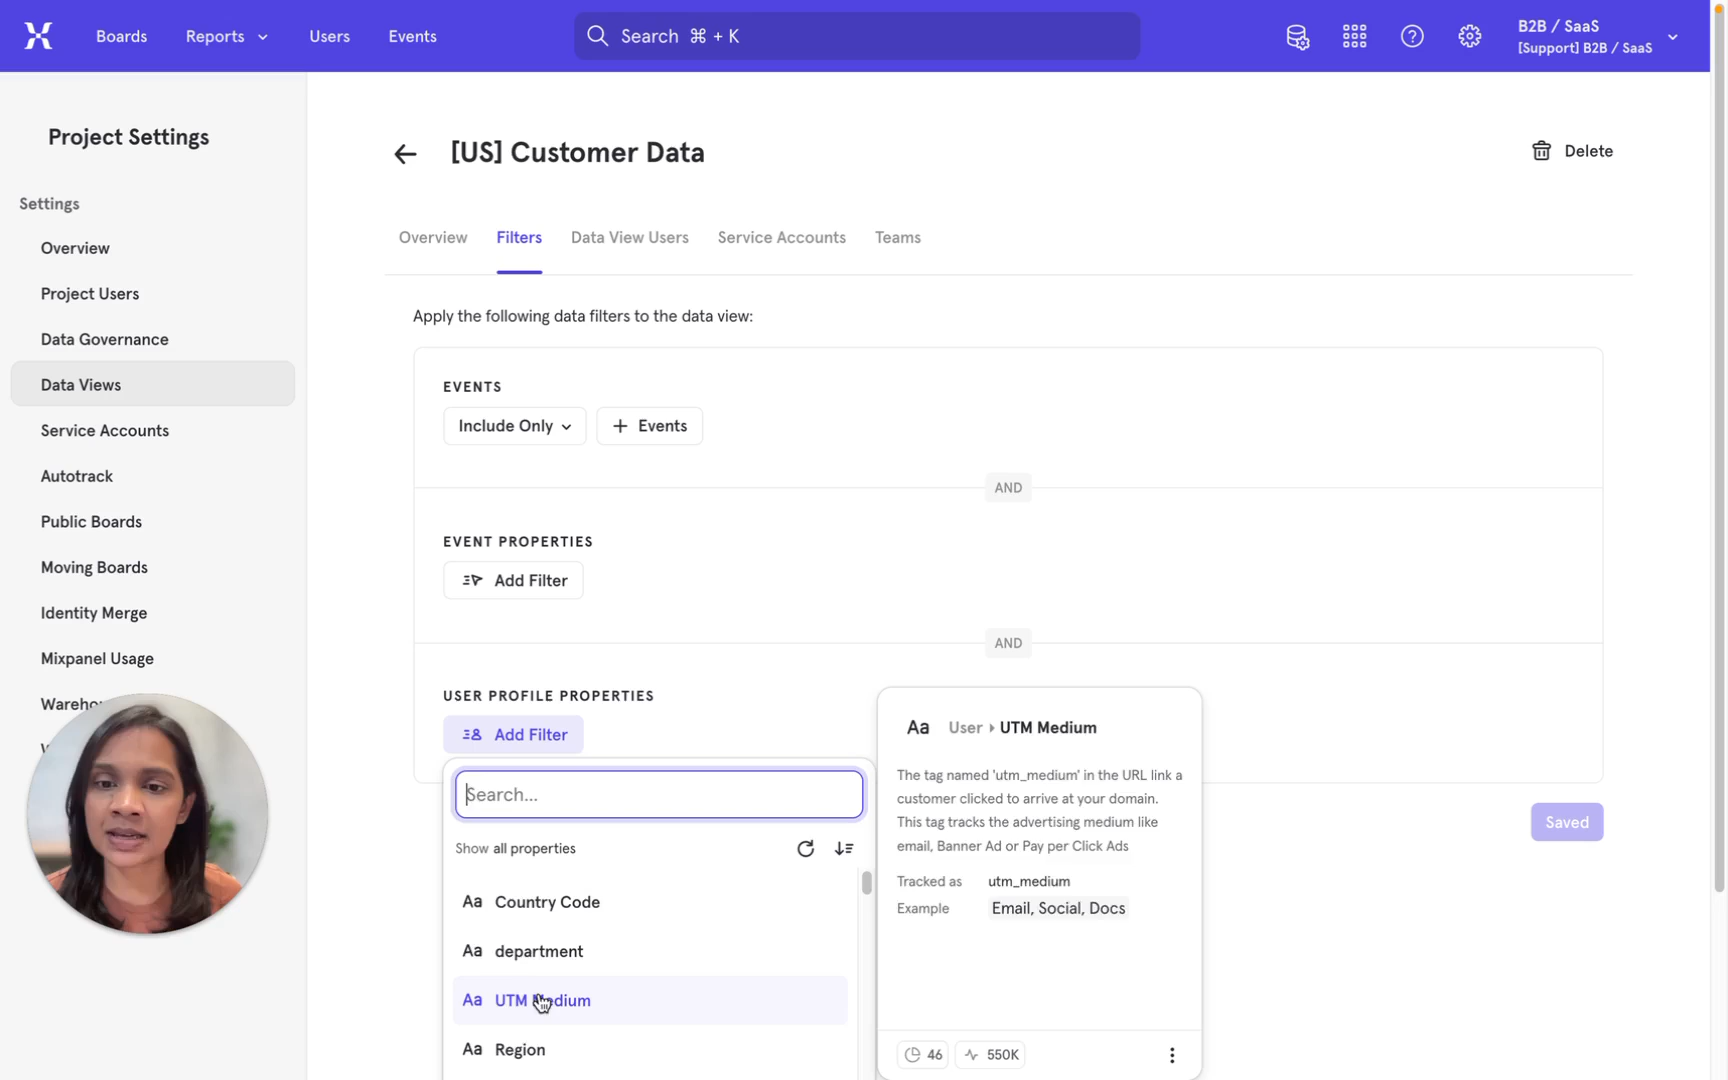 Boards
Reports
Users
Events
Search ⌘ + K
B2B / SaaS
[Support] B2B / SaaS
Project Settings
Settings
Overview
Project Users
Data Governance
Data Views
Service Accounts
Autotrack
Public Boards
Moving Boards
Identity Merge
Mixpanel Usage
[US] Customer Data
Delete
Overview
Filters
Data View Users
Service Accounts
Teams
Apply the following data filters to the data view:
EVENTS
Include Only
+ Events
AND
EVENT PROPERTIES
Add Filter
AND
USER PROFILE PROPERTIES
Add Filter
Search...
Show all properties
Aa Country Code
Aa department
Aa UTM Medium
Aa Region
Aa User ▸ UTM Medium
The tag named 'utm_medium' in the URL link a
customer clicked to arrive at your domain.
This tag tracks the advertising medium like
email, Banner Ad or Pay per Click Ads
Tracked as utm_medium
Example Email, Social, Docs
46
550K
Saved